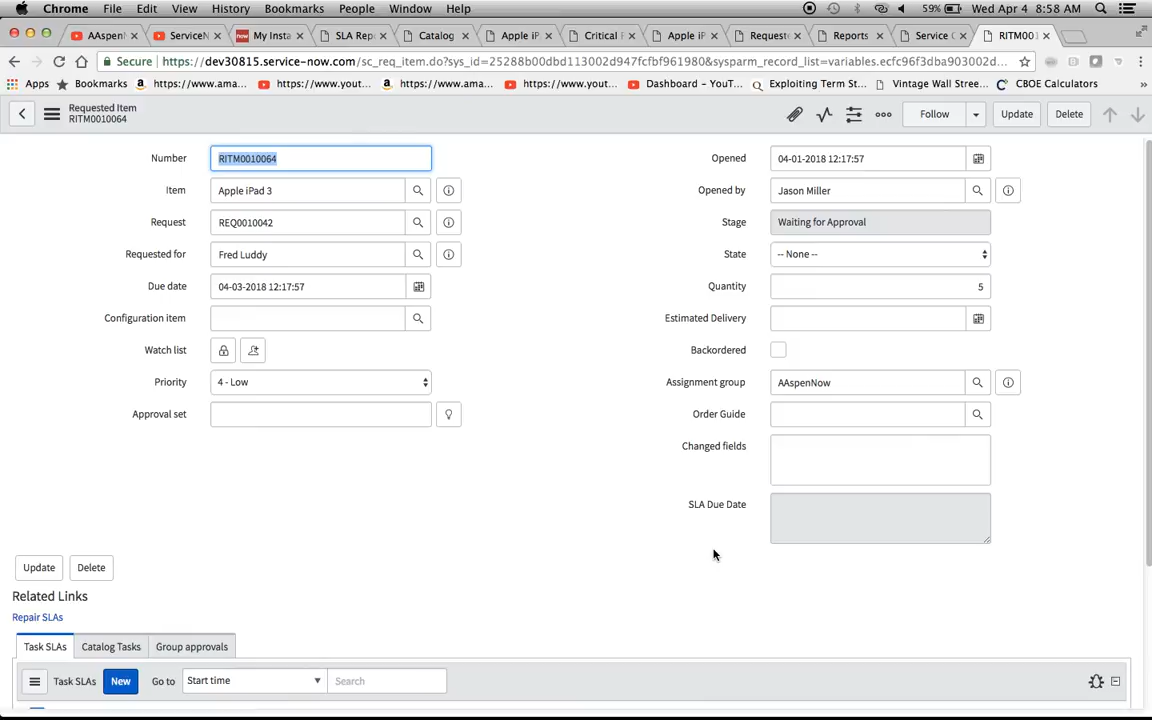 Chrome File Edit View History Bookmarks People Window Help 59% Wed Apr 4 8:58 AM
AAspenN ServiceN My Insta SLA Rep Catalog Apple iP Critical F Apple iP Request Reports Service C RITM001
Secure https://dev30815.service-now.com/sc_req_item.do?sys_id=25288b00dbd113002d947fcfbf961980&sysparm_record_list=variables.ecfc96f3dba903002d...
Apps Bookmarks https://www.ama... https://www.yout... https://www.ama... https://www.yout... Dashboard – YouT... Exploiting Term St... Vintage Wall Stree... CBOE Calculators »
Requested Item
RITM0010064
Follow Update Delete
Number RITM0010064 Opened 04-01-2018 12:17:57
Item Apple iPad 3 Opened by Jason Miller
Request REQ0010042 Stage Waiting for Approval
Requested for Fred Luddy State -- None --
Due date 04-03-2018 12:17:57 Quantity 5
Configuration item Estimated Delivery
Watch list Backordered
Priority 4 - Low Assignment group AAspenNow
Approval set Order Guide
Changed fields
SLA Due Date
Update Delete
Related Links
Repair SLAs
Task SLAs Catalog Tasks Group approvals
Task SLAs New Go to Start time Search